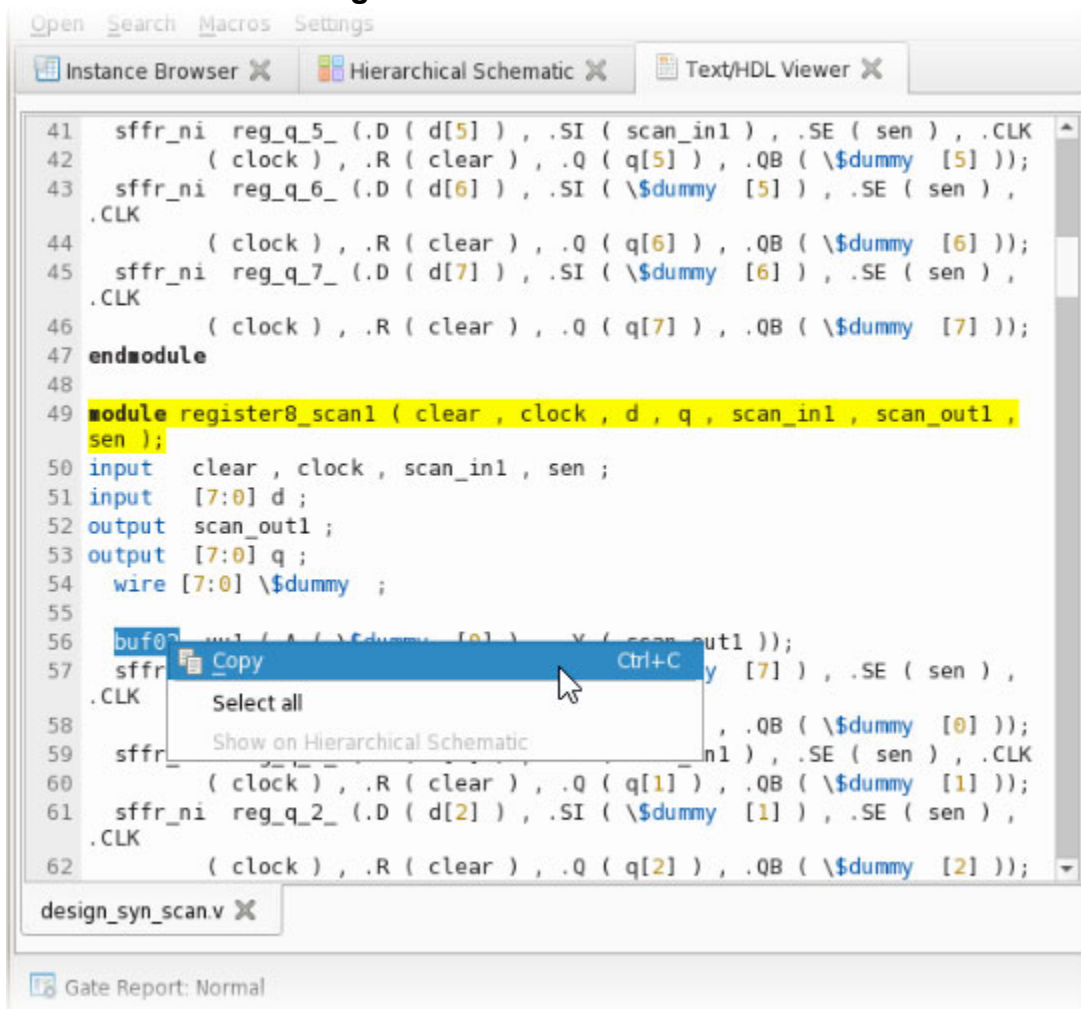 Open Search Macros Settings
Instance Browser Hierarchical Schematic Text/HDL Viewer
41 sffr_ni reg_q_5_ (.D ( d[5] ) , .SI ( scan_in1 ) , .SE ( sen ) , .CLK
42 ( clock ) , .R ( clear ) , .Q ( q[5] ) , .QB ( \$dummy [5] ));
43 sffr_ni reg_q_6_ (.D ( d[6] ) , .SI ( \$dummy [5] ) , .SE ( sen ) ,
.CLK
44 ( clock ) , .R ( clear ) , .Q ( q[6] ) , .QB ( \$dummy [6] ));
45 sffr_ni reg_q_7_ (.D ( d[7] ) , .SI ( \$dummy [6] ) , .SE ( sen ) ,
.CLK
46 ( clock ) , .R ( clear ) , .Q ( q[7] ) , .QB ( \$dummy [7] ));
47 endmodule
48
49 module register8_scan1 ( clear , clock , d , q , scan_in1 , scan_out1 ,
sen );
50 input clear , clock , scan_in1 , sen ;
51 input [7:0] d ;
52 output scan_out1 ;
53 output [7:0] q ;
54 wire [7:0] \$dummy ;
55
56 ( \$dummy [0] ) , .Y ( scan_out1 ));
57 sffr [7] ) , .SE ( sen ) ,
.CLK
Copy Ctrl+C
Select all
Show on Hierarchical Schematic
58 , .QB ( \$dummy [0] ));
59 sffr ) , .SE ( sen ) , .CLK
60 ( clock ) , .R ( clear ) , .Q ( q[1] ) , .QB ( \$dummy [1] ));
61 sffr_ni reg_q_2_ (.D ( d[2] ) , .SI ( \$dummy [1] ) , .SE ( sen ) ,
.CLK
62 ( clock ) , .R ( clear ) , .Q ( q[2] ) , .QB ( \$dummy [2] ));
design_syn_scan.v
Gate Report: Normal